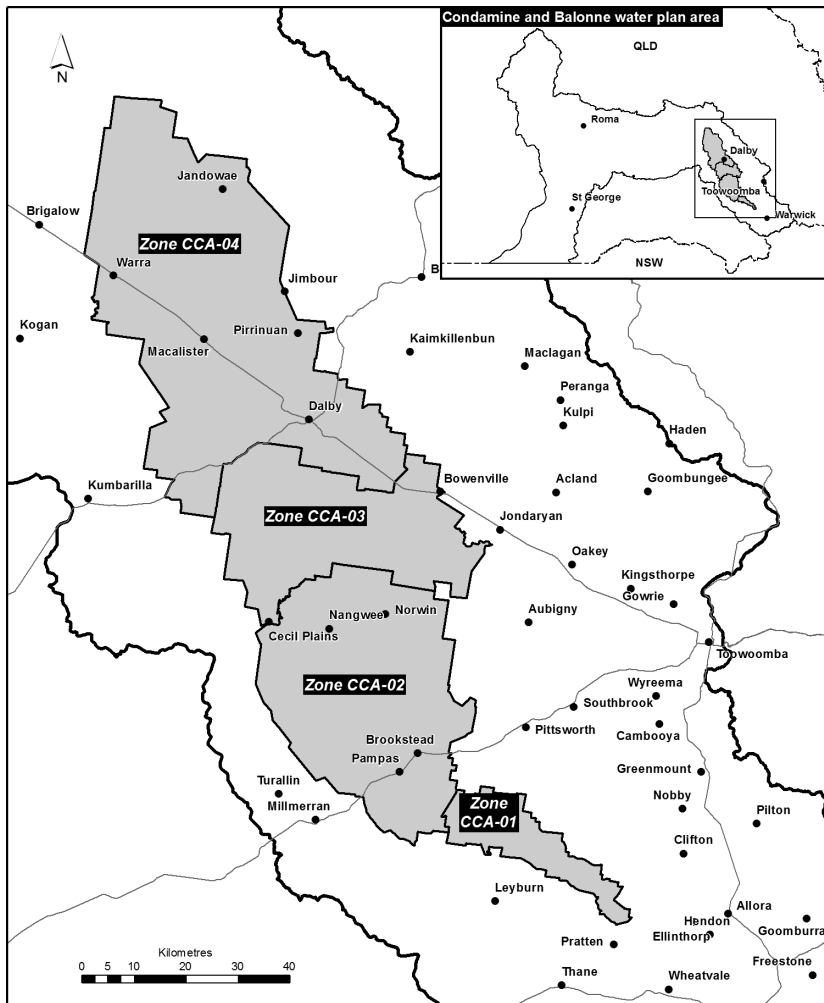 Condamine and Balonne water plan area
QLD
Roma
Dalby
Toowoomba
St George
Warwick
NSW
N
Jandowae
Brigalow
Zone CCA-04
Warra
Jimbour
B
Kogan
Pirrinuan
Macalister
Kaimkillenbun
Maclagan
Peranga
Kulpi
Dalby
Haden
Kumbarilla
Bowenville
Acland
Goombungee
Zone CCA-03
Jondaryan
Oakey
Kingsthorpe
Gowrie
Nangwee
Norwin
Aubigny
Cecil Plains
Toowoomba
Zone CCA-02
Wyreema
Southbrook
Pittsworth
Cambooya
Brookstead
Pampas
Greenmount
Turallin
Millmerran
Zone
CCA-01
Nobby
Pilton
Clifton
Leyburn
Allora
Hendon
Ellinthorp
Goomburra
Pratten
Freestone
Thane
Wheatvale
Kilometres
0 5 10 20 30 40